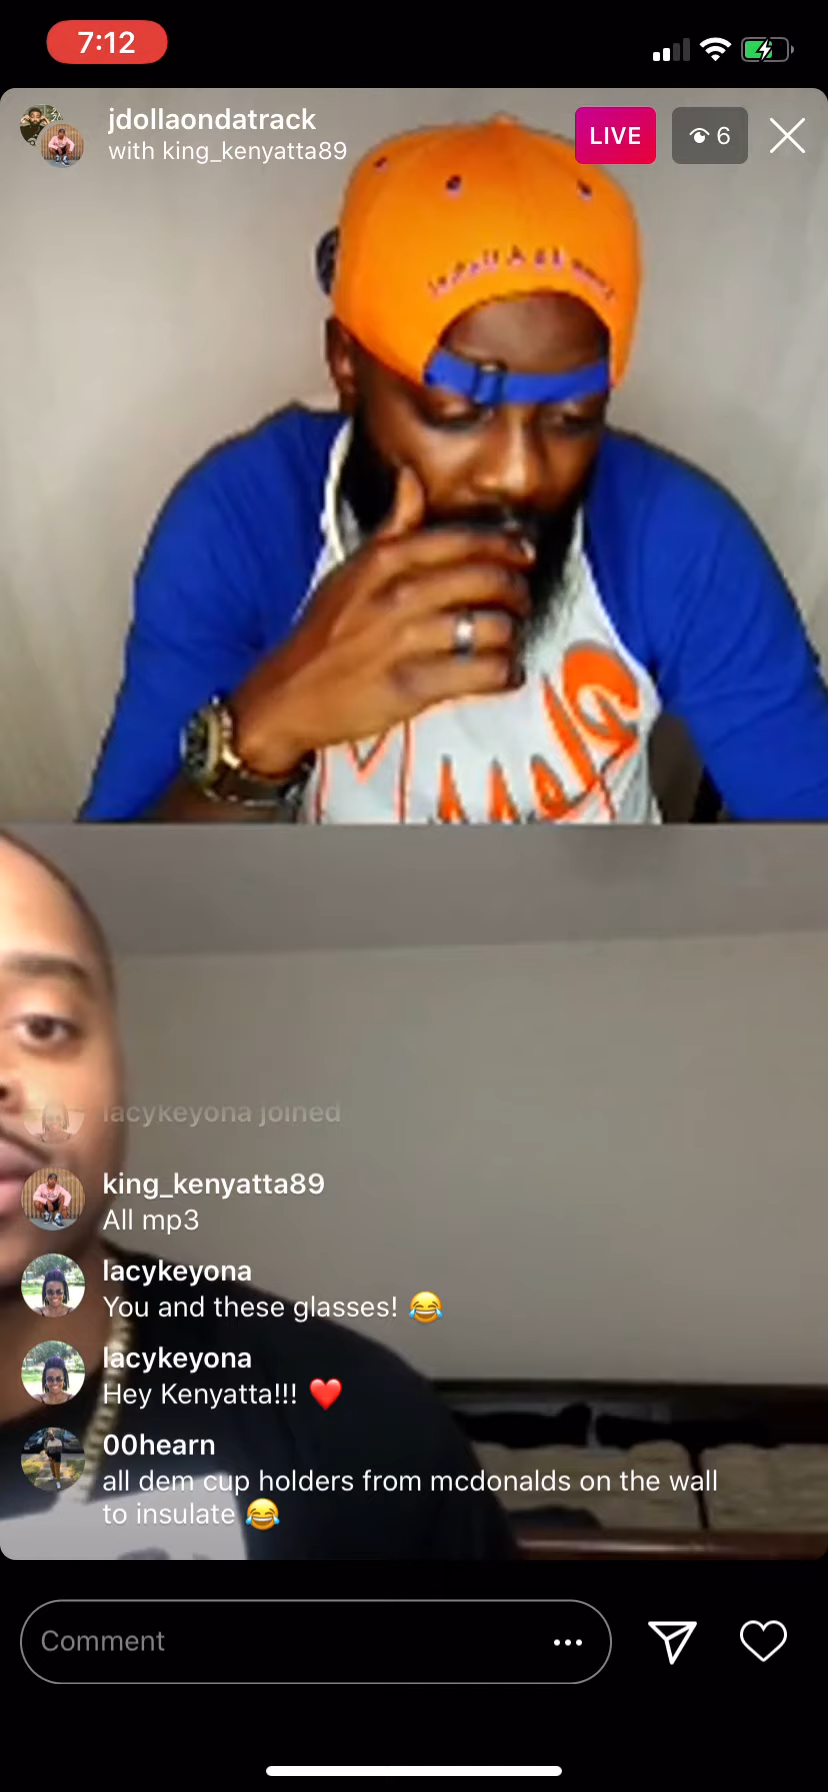 7:12
jdollaondatrack
with king_kenyatta89
LIVE
6
lacykeyona joined
king_kenyatta89
All mp3
lacykeyona
You and these glasses! 😂
lacykeyona
Hey Kenyatta!!! ❤️
00hearn
all dem cup holders from mcdonalds on the wall
to insulate 😂
Comment